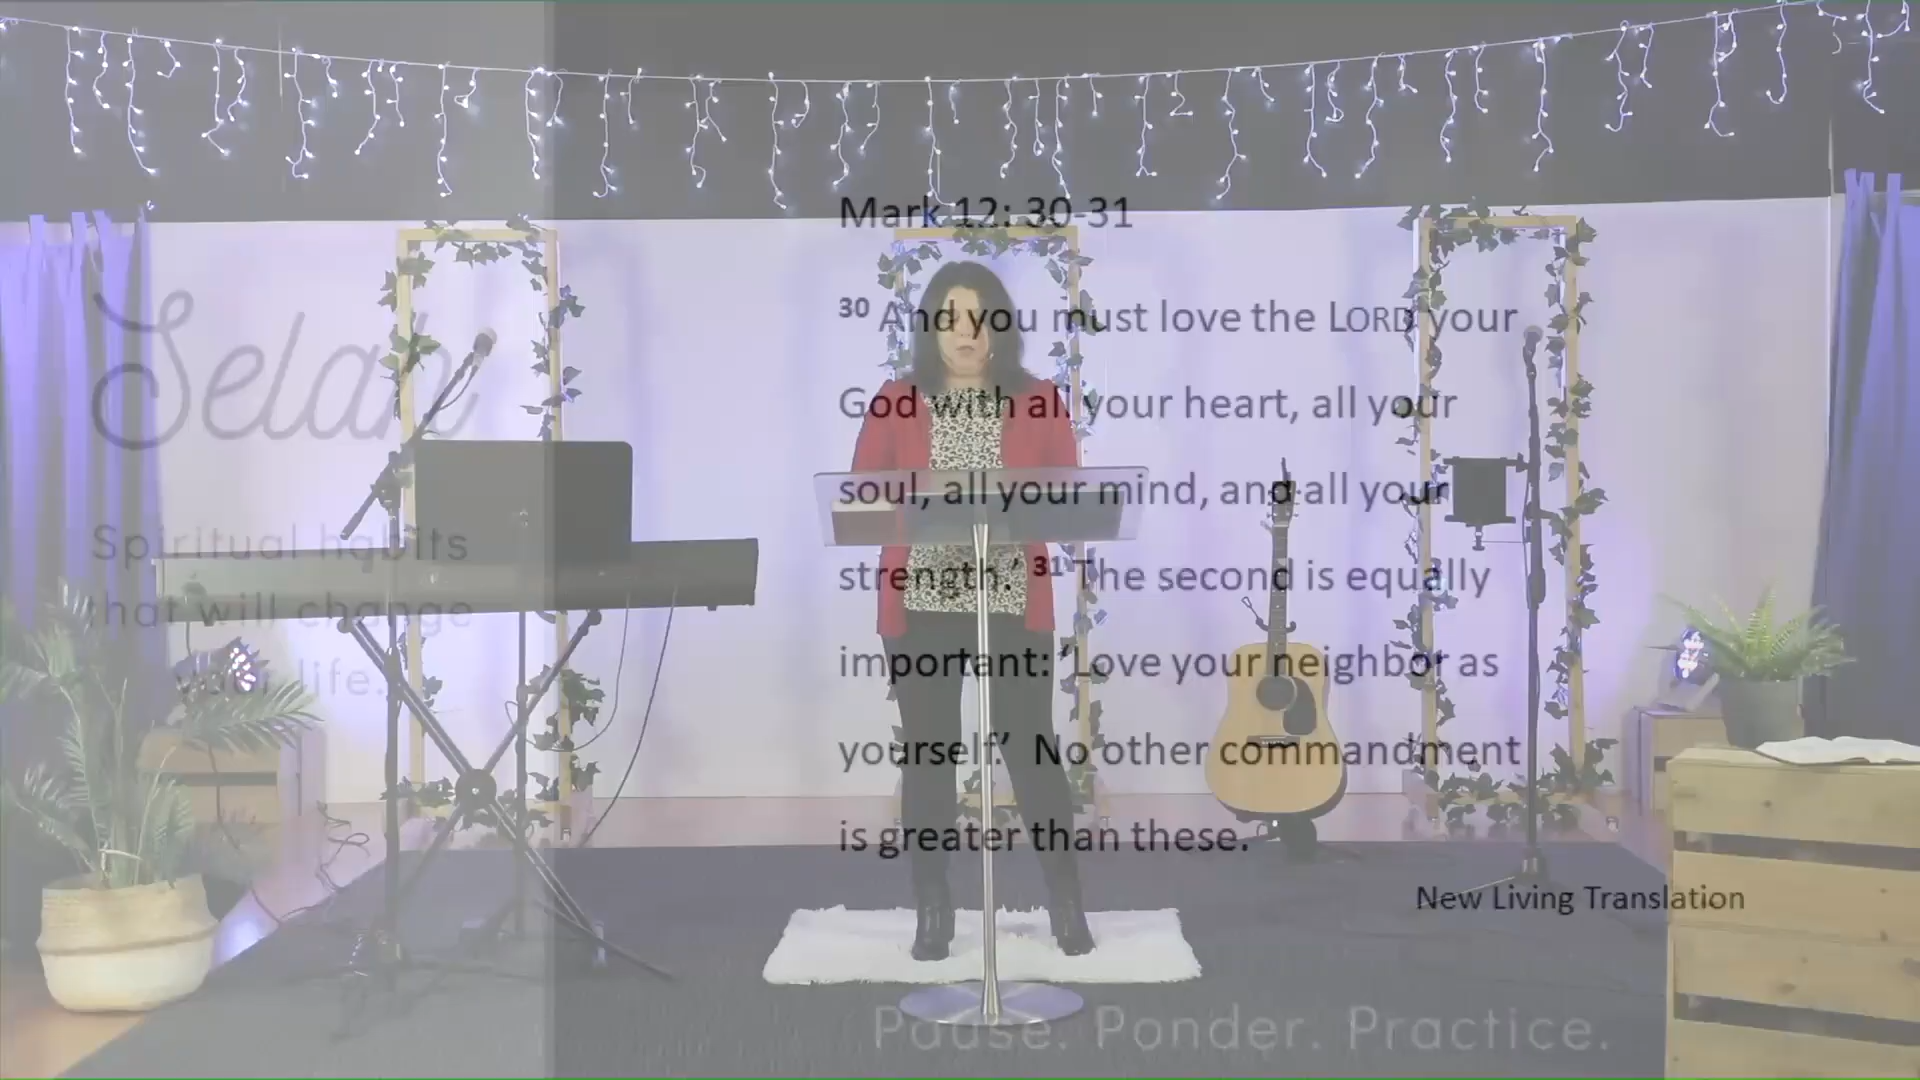 Selah
Spiritual habits
that will change
your life.
Mark 12: 30-31
30 And you must love the LORD your
God with all your heart, all your
soul, all your mind, and all your
strength.’ 31 The second is equally
important: ‘Love your neighbor as
yourself.’ No other commandment
is greater than these.
New Living Translation
Pause. Ponder. Practice.